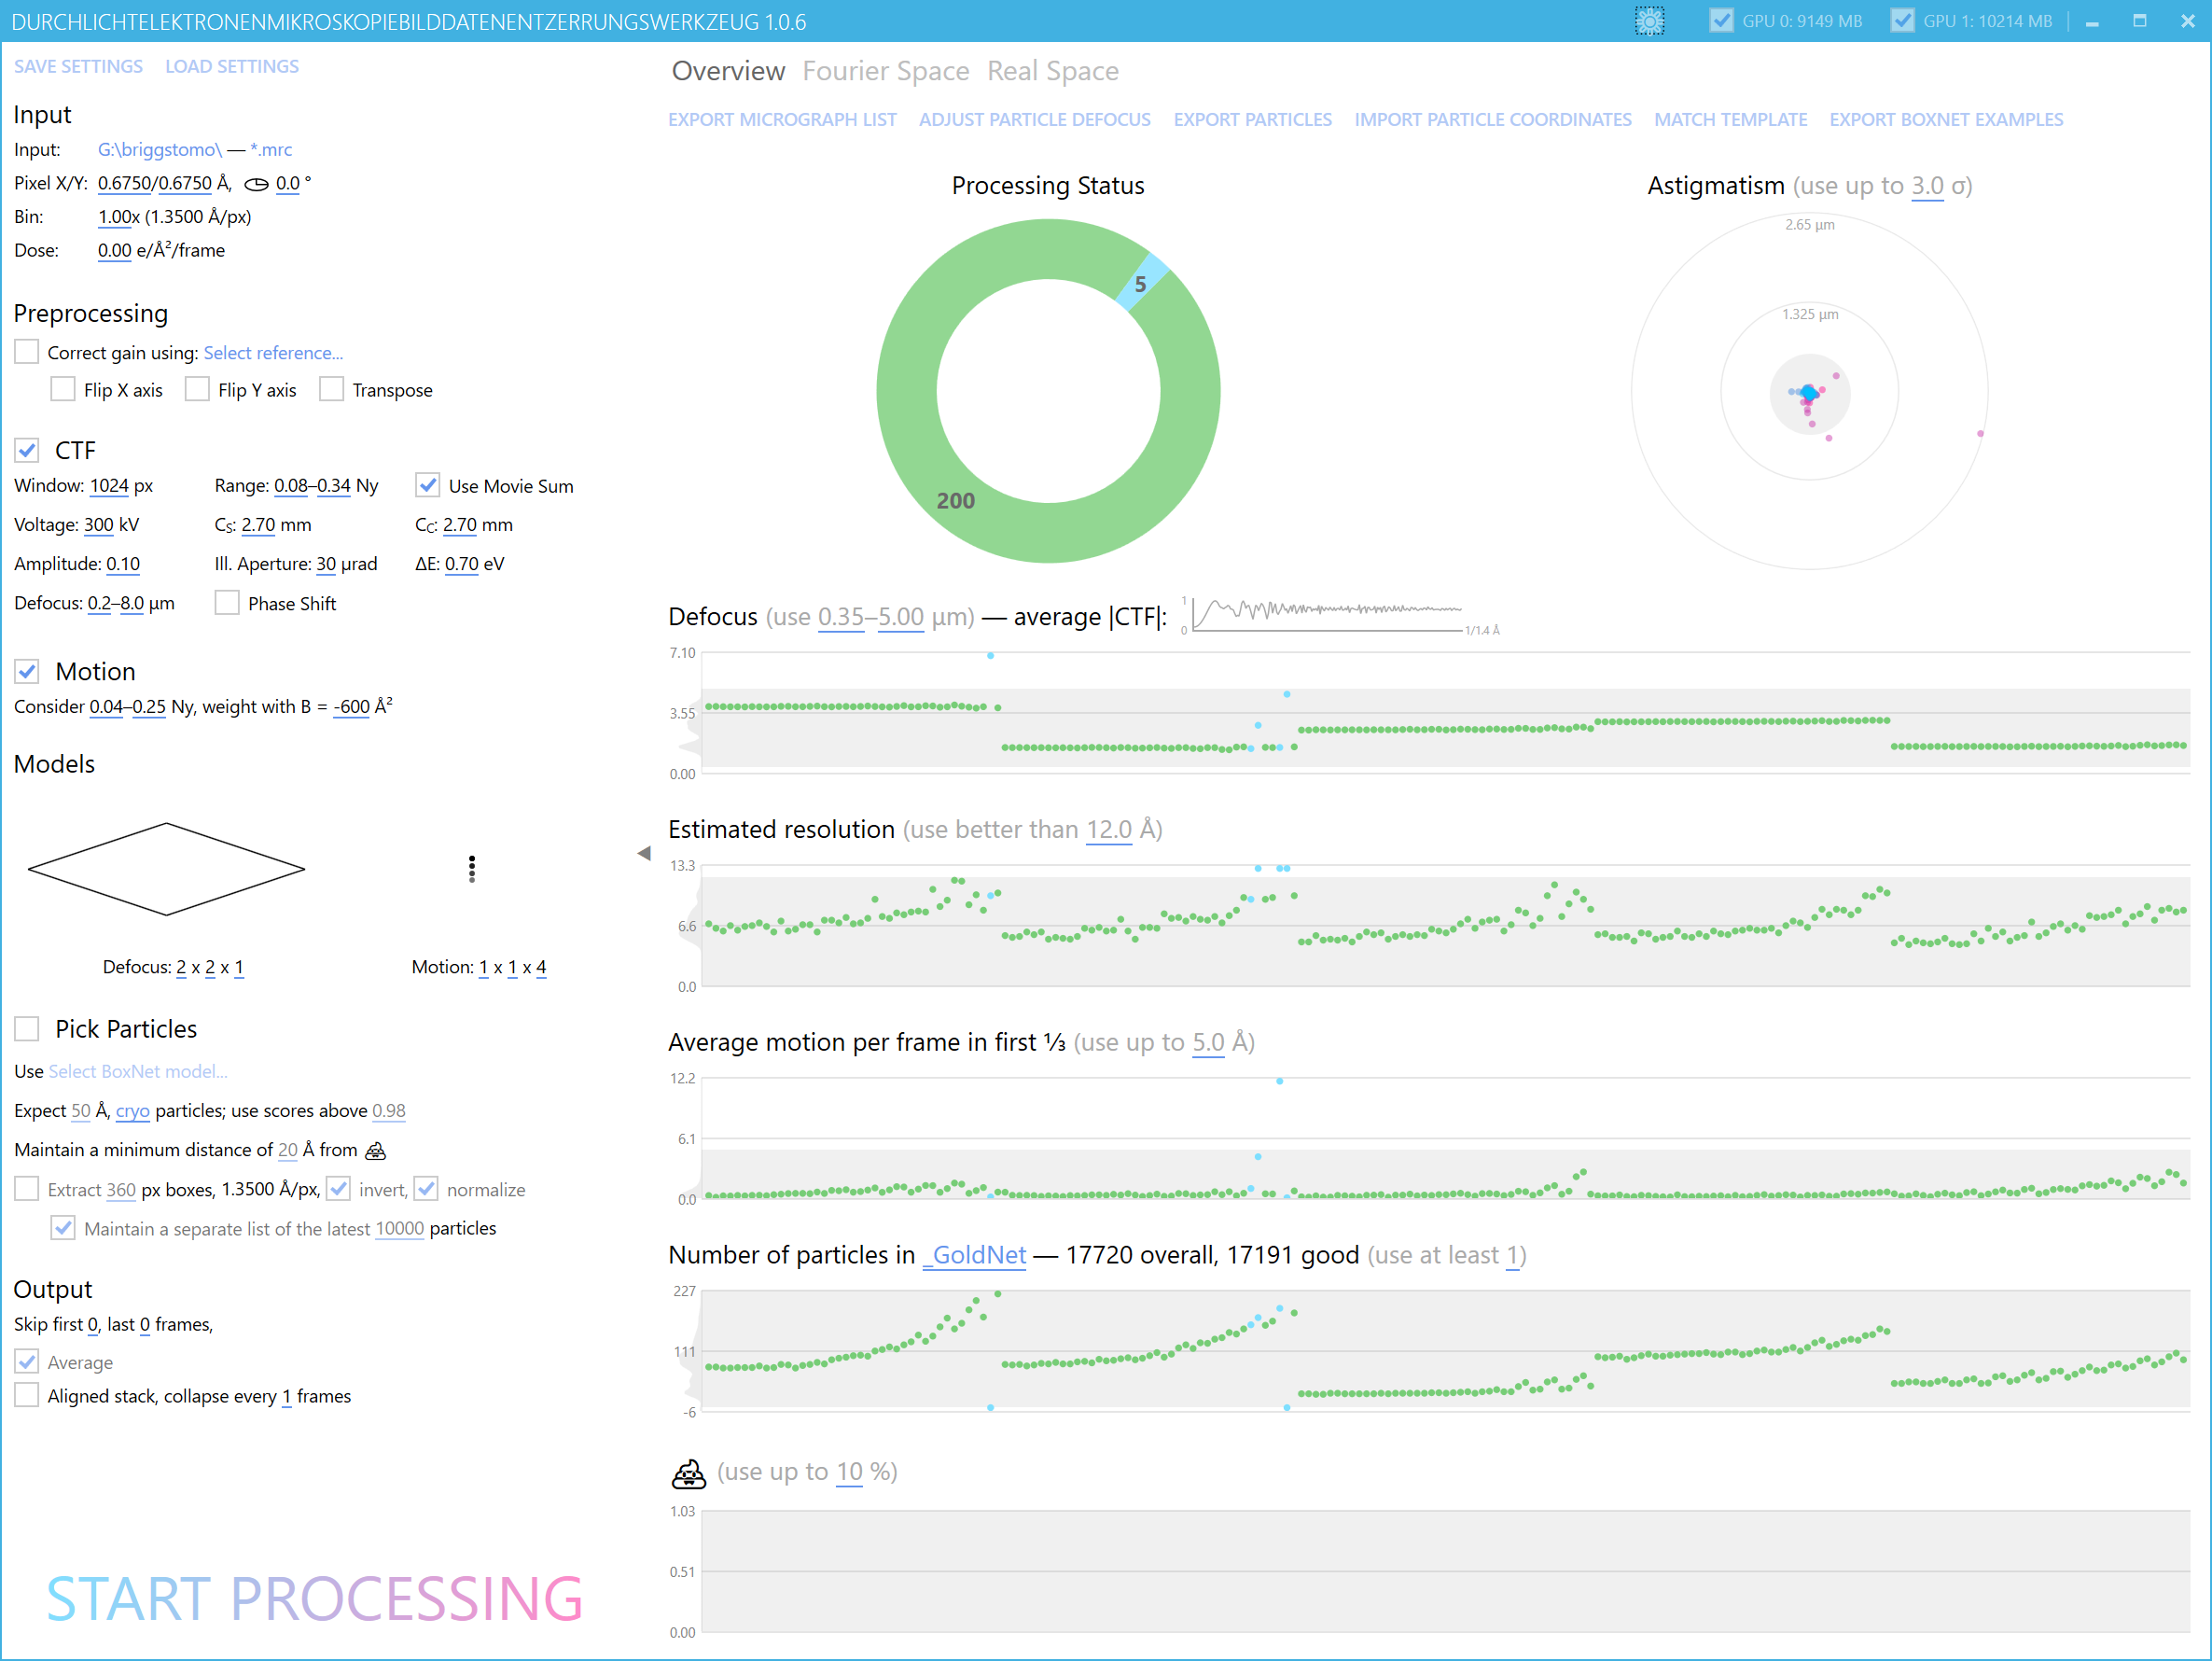 DURCHLICHTELEKTRONENMIKROSKOPIEBILDDATENENTZERRUNGSWERKZEUG 1.0.6
GPU 0: 9149 MB GPU 1: 10214 MB
SAVE SETTINGS LOAD SETTINGS
Input
Input: G:\briggstomo\ — *.mrc
Pixel X/Y: 0.6750/0.6750 Å, 0.0 °
Bin: 1.00x (1.3500 Å/px)
Dose: 0.00 e/Å²/frame
Preprocessing
Correct gain using: Select reference...
Flip X axis Flip Y axis Transpose
CTF
Window: 1024 px Range: 0.08–0.34 Ny Use Movie Sum
Voltage: 300 kV Cs: 2.70 mm Cc: 2.70 mm
Amplitude: 0.10 Ill. Aperture: 30 µrad ΔE: 0.70 eV
Defocus: 0.2–8.0 µm Phase Shift
Motion
Consider 0.04–0.25 Ny, weight with B = -600 Å²
Models
Defocus: 2 x 2 x 1 Motion: 1 x 1 x 4
Pick Particles
Use Select BoxNet model...
Expect 50 Å, cryo particles; use scores above 0.98
Maintain a minimum distance of 20 Å from
Extract 360 px boxes, 1.3500 Å/px, invert, normalize
Maintain a separate list of the latest 10000 particles
Output
Skip first 0, last 0 frames,
Average
Aligned stack, collapse every 1 frames
START PROCESSING
Overview Fourier Space Real Space
EXPORT MICROGRAPH LIST ADJUST PARTICLE DEFOCUS EXPORT PARTICLES IMPORT PARTICLE COORDINATES MATCH TEMPLATE EXPORT BOXNET EXAMPLES
Processing Status
5
200
Astigmatism (use up to 3.0 σ)
2.65 µm
1.325 µm
Defocus (use 0.35–5.00 µm) — average |CTF|:
1
0
1/1.4 Å
7.10
3.55
0.00
Estimated resolution (use better than 12.0 Å)
13.3
6.6
0.0
Average motion per frame in first ⅓ (use up to 5.0 Å)
12.2
6.1
0.0
Number of particles in _GoldNet — 17720 overall, 17191 good (use at least 1)
227
111
-6
(use up to 10 %)
1.03
0.51
0.00